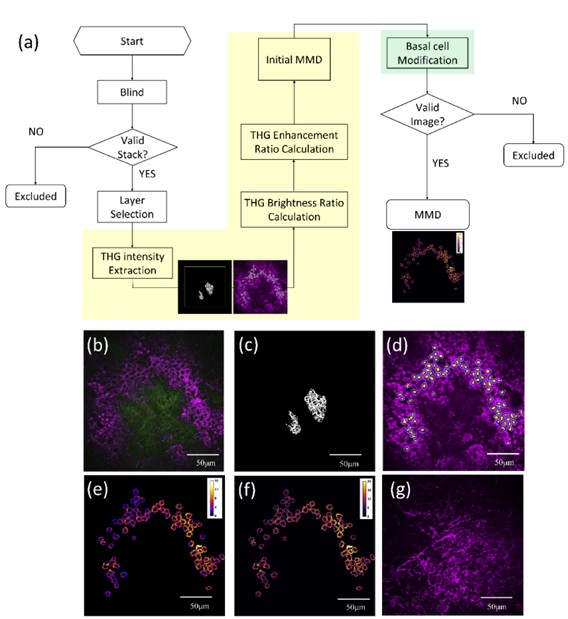 (a)
Start
Blind
NO
Valid
Stack?
YES
Excluded
Layer
Selection
THG intensity
Extraction
Initial MMD
THG Enhancement
Ratio Calculation
THG Brightness Ratio
Calculation
Basal cell
Modification
NO
Valid
Image?
YES
Excluded
MMD
(b)
50μm
(c)
50μm
(d)
50μm
(e)
50μm
(f)
50μm
(g)
50μm